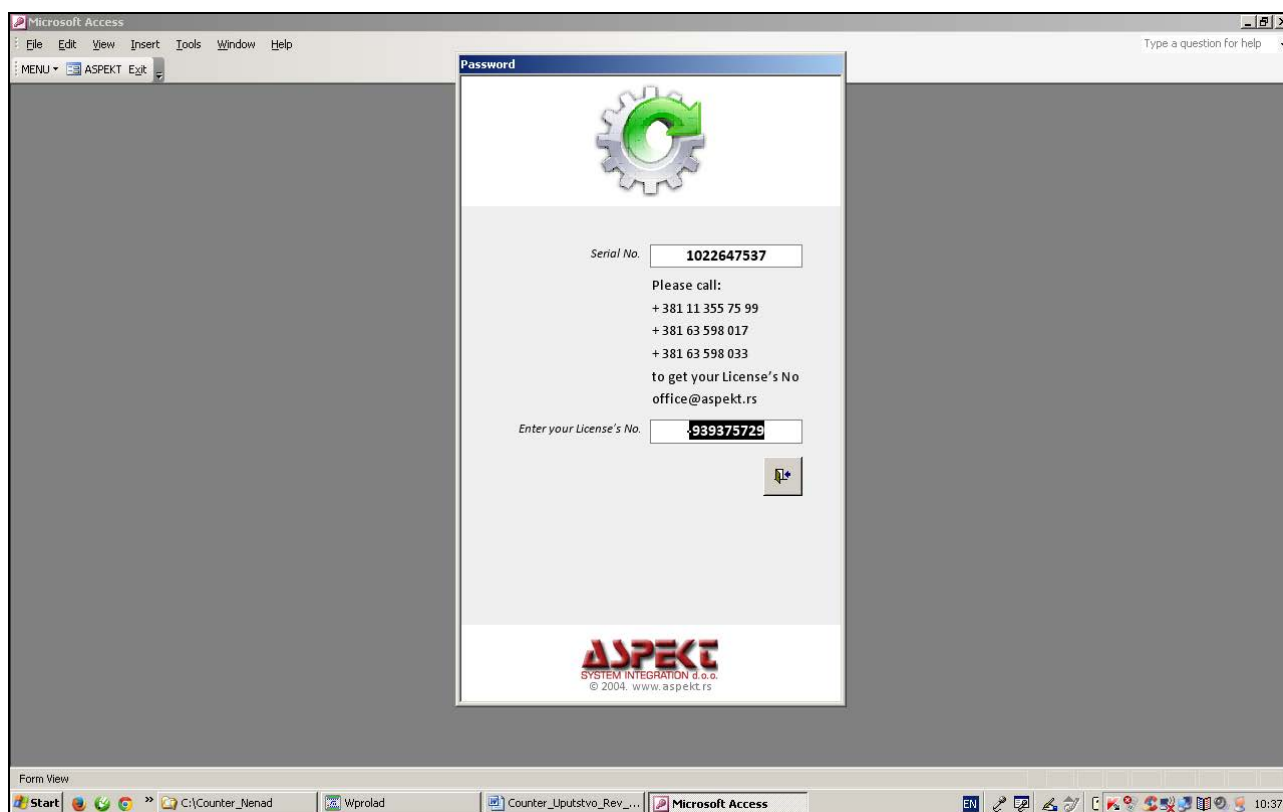 Microsoft Access
File Edit View Insert Tools Window Help
Type a question for help
MENU ASPEKT Exit
Password
Serial No. 1022647537
Please call:
+ 381 11 355 75 99
+ 381 63 598 017
+ 381 63 598 033
to get your License's No
office@aspekt.rs
Enter your License's No. -939375729
ASPEKT
SYSTEM INTEGRATION d.o.o.
© 2004. www.aspekt.rs
Form View
Start » C:\Counter_Nenad Wprolad Counter_Uputstvo_Rev_... Microsoft Access EN 10:37